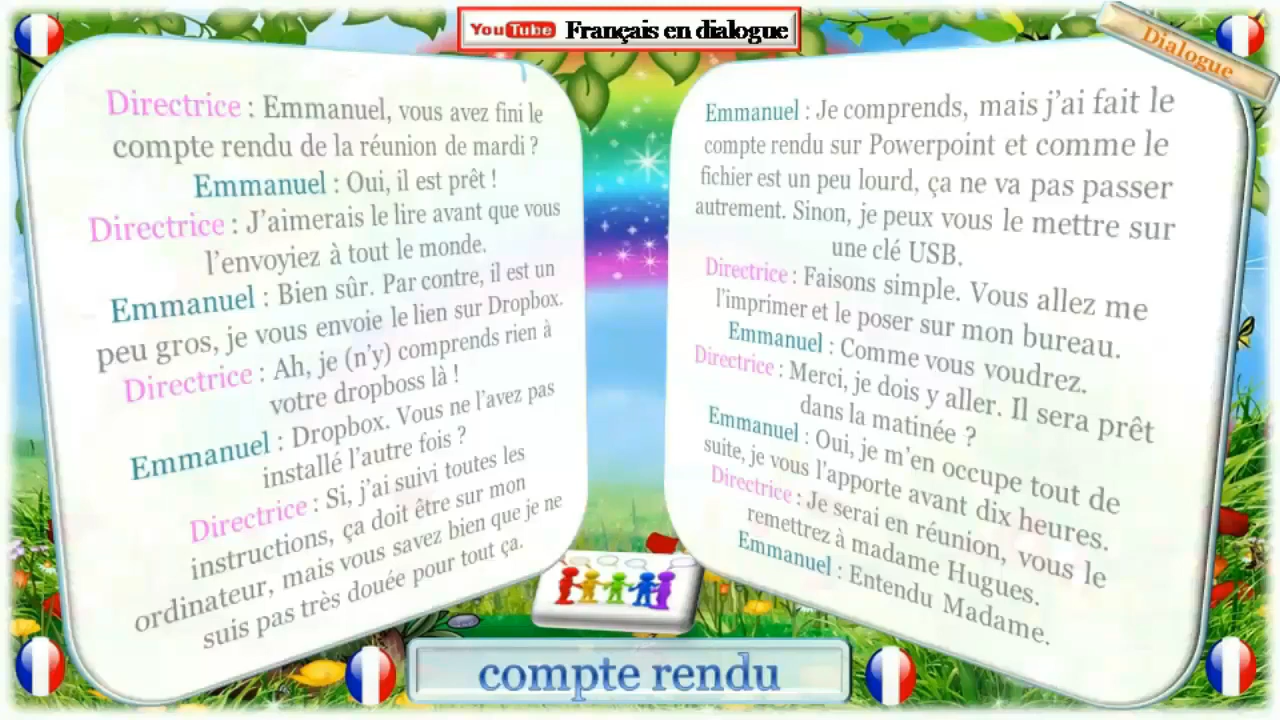 YouTube Français en dialogue
Dialogue
Directrice : Emmanuel, vous avez fini le
compte rendu de la réunion de mardi ?
Emmanuel : Oui, il est prêt !
Directrice : J’aimerais le lire avant que vous
l’envoyiez à tout le monde.
Emmanuel : Bien sûr. Par contre, il est un
peu gros, je vous envoie le lien sur Dropbox.
Directrice : Ah, je (n’y) comprends rien à
votre dropboss là !
Emmanuel : Dropbox. Vous ne l’avez pas
installé l’autre fois ?
Directrice : Si, j’ai suivi toutes les
instructions, ça doit être sur mon
ordinateur, mais vous savez bien que je ne
suis pas très douée pour tout ça.
Emmanuel : Je comprends, mais j’ai fait le
compte rendu sur Powerpoint et comme le
fichier est un peu lourd, ça ne va pas passer
autrement. Sinon, je peux vous le mettre sur
une clé USB.
Directrice : Faisons simple. Vous allez me
l’imprimer et le poser sur mon bureau.
Emmanuel : Comme vous voudrez.
Directrice : Merci, je dois y aller. Il sera prêt
dans la matinée ?
Emmanuel : Oui, je m’en occupe tout de
suite, je vous l’apporte avant dix heures.
Directrice : Je serai en réunion, vous le
remettrez à madame Hugues.
Emmanuel : Entendu Madame.
compte rendu